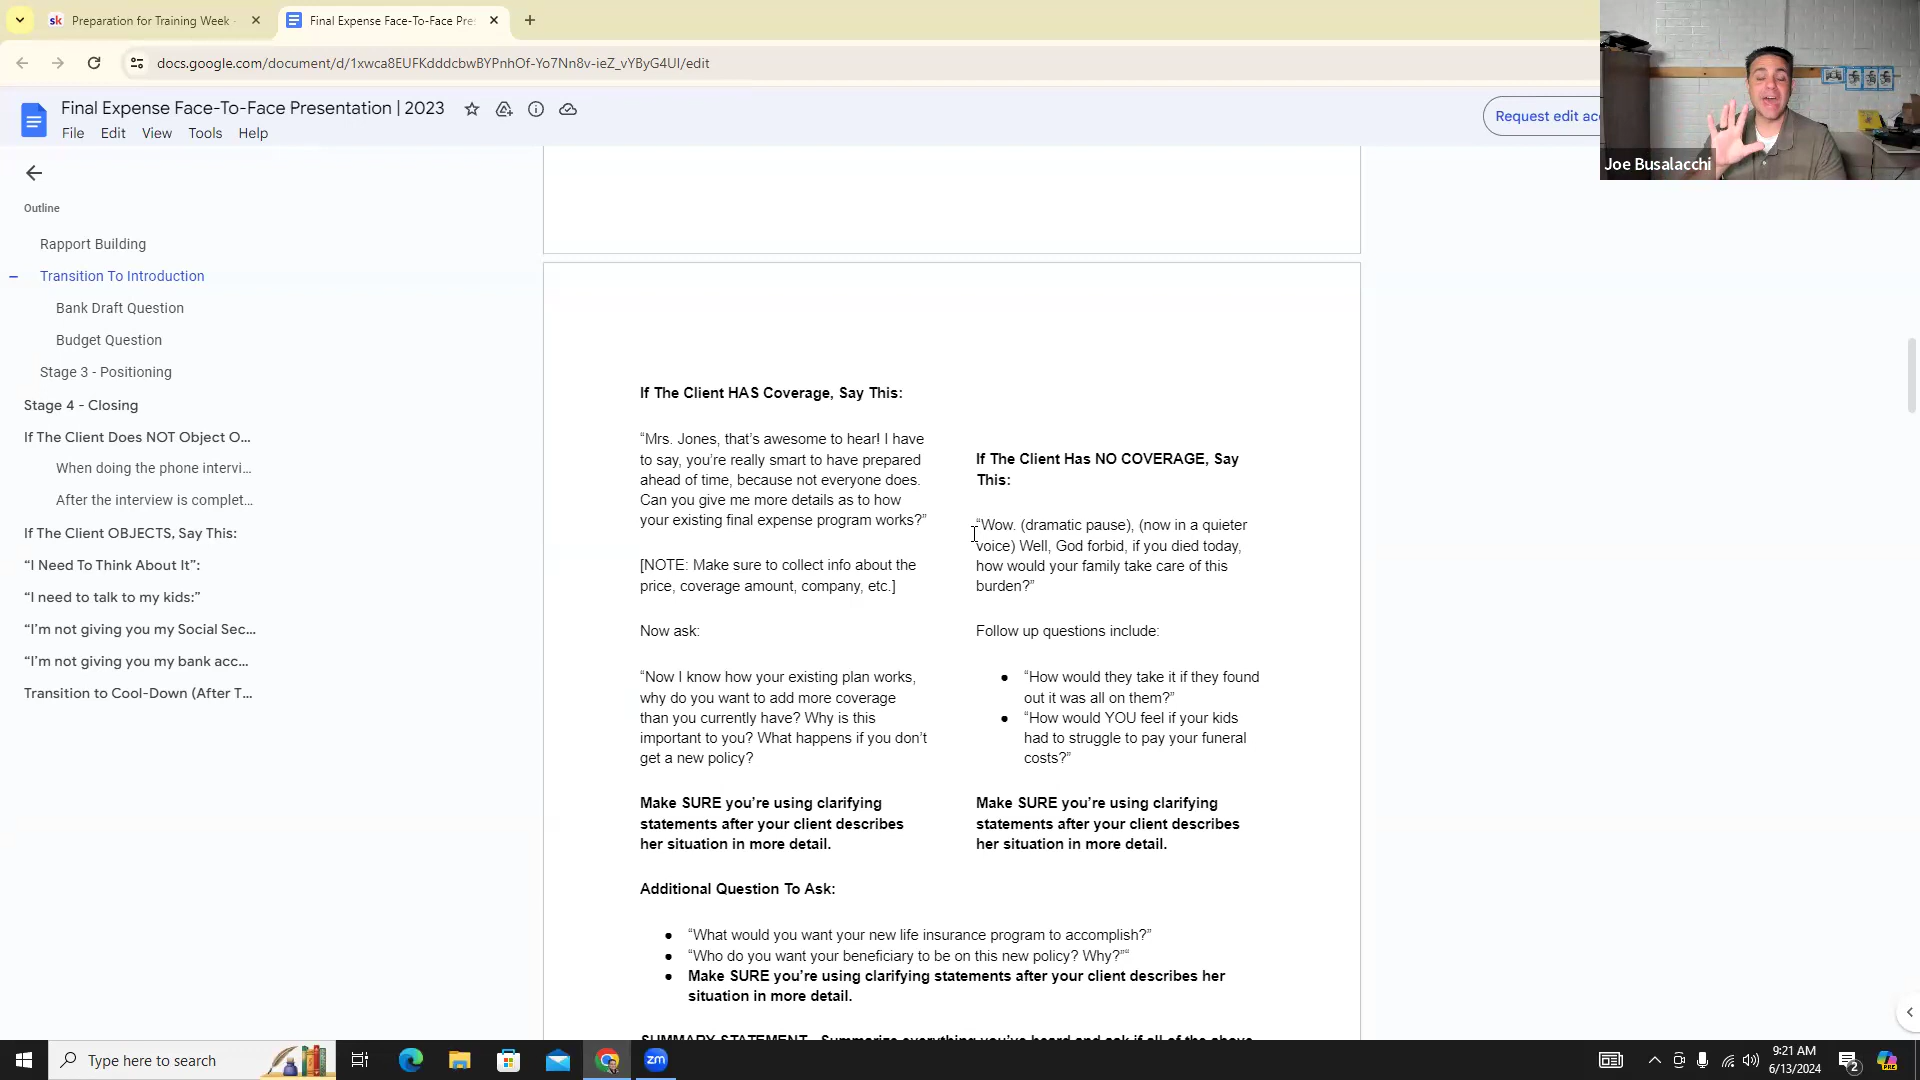 Preparation for Training Week
Final Expense Face-To-Face Pre
docs.google.com/document/d/1xwca8EUFKdddcbwBYPnhOf-Yo7Nn8v-ieZ_vYByG4UI/edit
Final Expense Face-To-Face Presentation | 2023
File Edit View Tools Help
Request edit acc
Joe Busalacchi
Outline
Rapport Building
Transition To Introduction
Bank Draft Question
Budget Question
Stage 3 - Positioning
Stage 4 - Closing
If The Client Does NOT Object O...
When doing the phone intervi...
After the interview is complet...
If The Client OBJECTS, Say This:
“I Need To Think About It”:
“I need to talk to my kids:”
“I’m not giving you my Social Sec...
“I’m not giving you my bank acc...
Transition to Cool-Down (After T...
If The Client HAS Coverage, Say This:
“Mrs. Jones, that’s awesome to hear! I have
to say, you’re really smart to have prepared
ahead of time, because not everyone does.
Can you give me more details as to how
your existing final expense program works?”
[NOTE: Make sure to collect info about the
price, coverage amount, company, etc.]
Now ask:
“Now I know how your existing plan works,
why do you want to add more coverage
than you currently have? Why is this
important to you? What happens if you don’t
get a new policy?
Make SURE you’re using clarifying
statements after your client describes
her situation in more detail.
If The Client Has NO COVERAGE, Say
This:
“Wow. (dramatic pause), (now in a quieter
voice) Well, God forbid, if you died today,
how would your family take care of this
burden?”
Follow up questions include:
● “How would they take it if they found
out it was all on them?”
● “How would YOU feel if your kids
had to struggle to pay your funeral
costs?”
Make SURE you’re using clarifying
statements after your client describes
her situation in more detail.
Additional Question To Ask:
● “What would you want your new life insurance program to accomplish?”
● “Who do you want your beneficiary to be on this new policy? Why?”“
● Make SURE you’re using clarifying statements after your client describes her
situation in more detail.
SUMMARY STATEMENT - Summarize everything you’ve heard and ask if all of the above
Type here to search
zm
9:21 AM
6/13/2024
2